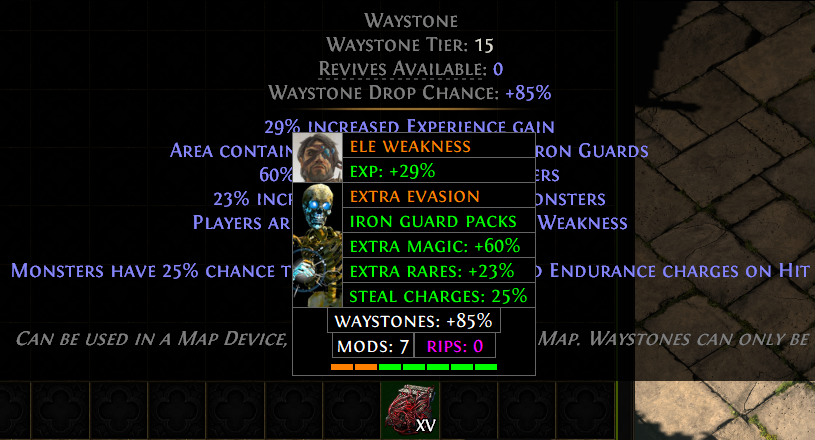 Waystone
Waystone Tier: 15
Revives Available: 0
Waystone Drop Chance: +85%
29% increased Experience gain
Area contain
ron Guards
ele weakness
exp: +29%
60%
ers
extra evasion
23% incr
onsters
iron guard packs
Players ar
Weakness
extra magic: +60%
Monsters have 25% chance t
d Endurance charges on Hit
extra rares: +23%
steal charges: 25%
waystones: +85%
Can be used in a Map Device,
Map. Waystones can only be
mods: 7
rips: 0
XV